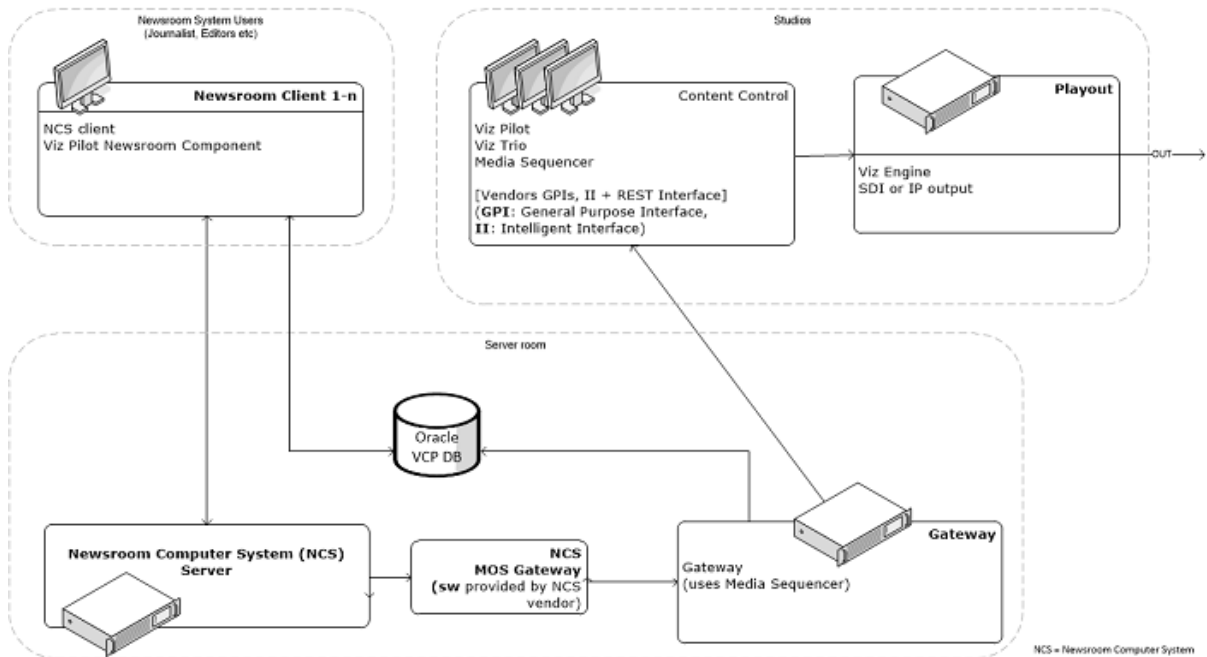 Newsroom System Users
(Journalist, Editors etc)
Newsroom Client 1-n
NCS client
Viz Pilot Newsroom Component
Studios
Content Control
Viz Pilot
Viz Trio
Media Sequencer
[Vendors GPIs, II + REST Interface]
(GPI: General Purpose Interface,
II: Intelligent Interface)
Playout
Viz Engine
SDI or IP output
OUT
Server room
Oracle
VCP DB
Newsroom Computer System (NCS)
Server
NCS
MOS Gateway
(sw provided by NCS
vendor)
Gateway
Gateway
(uses Media Sequencer)
NCS = Newsroom Computer System